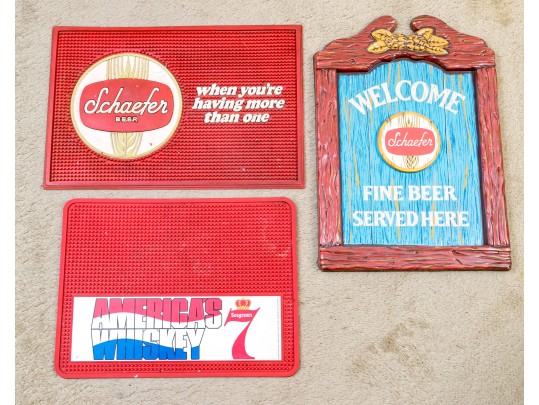 Schaefer
BEER
when you're
having more
than one
WELCOME
Schaefer
FINE BEER
SERVED HERE
AMERICA'S
WHISKEY
Seagram's
7